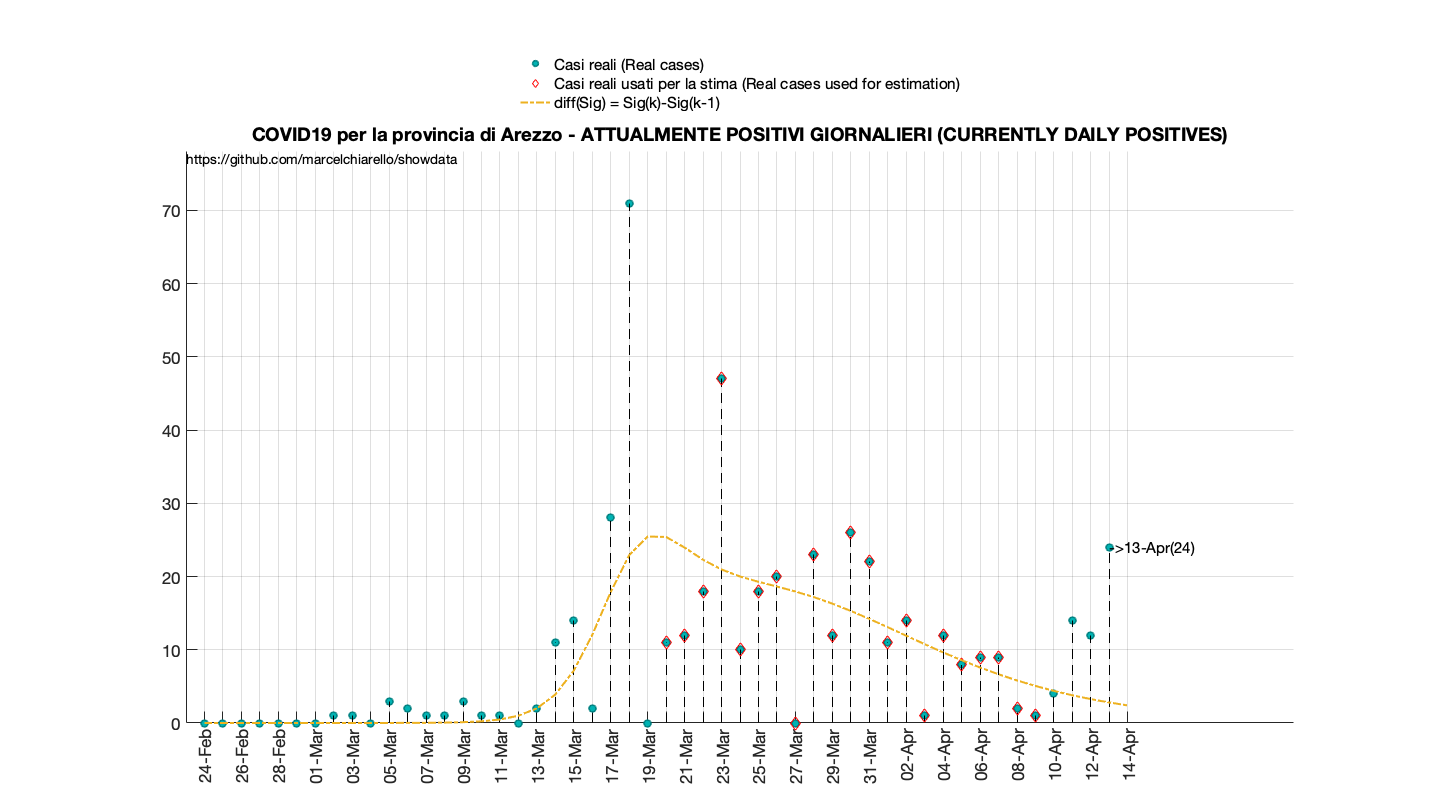 Casi reali (Real cases)
Casi reali usati per la stima (Real cases used for estimation)
diff(Sig) = Sig(k)-Sig(k-1)
COVID19 per la provincia di Arezzo - ATTUALMENTE POSITIVI GIORNALIERI (CURRENTLY DAILY POSITIVES)
https://github.com/marcelchiarello/showdata
70
60
50
40
30
20
10
0
->13-Apr(24)
24-Feb
26-Feb
28-Feb
01-Mar
03-Mar
05-Mar
07-Mar
09-Mar
11-Mar
13-Mar
15-Mar
17-Mar
19-Mar
21-Mar
23-Mar
25-Mar
27-Mar
29-Mar
31-Mar
02-Apr
04-Apr
06-Apr
08-Apr
10-Apr
12-Apr
14-Apr